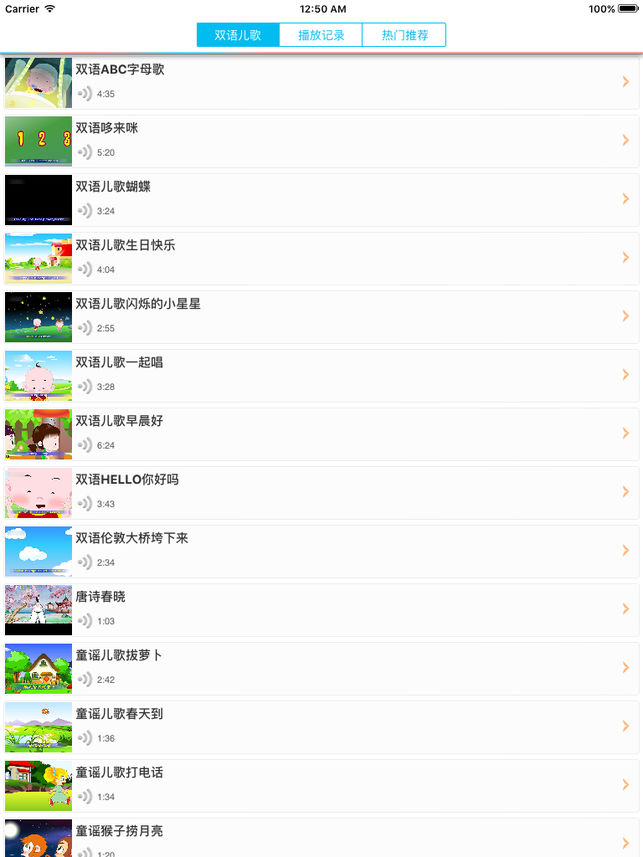 Carrier 12:50 AM 100%
双语儿歌 播放记录 热门推荐
双语ABC字母歌
4:35
双语哆来咪
5:20
1 2 3
双语儿歌蝴蝶
3:24
双语儿歌生日快乐
4:04
双语儿歌闪烁的小星星
2:55
双语儿歌一起唱
3:28
双语儿歌早晨好
6:24
双语HELLO你好吗
3:43
双语伦敦大桥垮下来
2:34
唐诗春晓
1:03
童谣儿歌拔萝卜
2:42
童谣儿歌春天到
1:36
童谣儿歌打电话
1:34
童谣猴子捞月亮
1:20